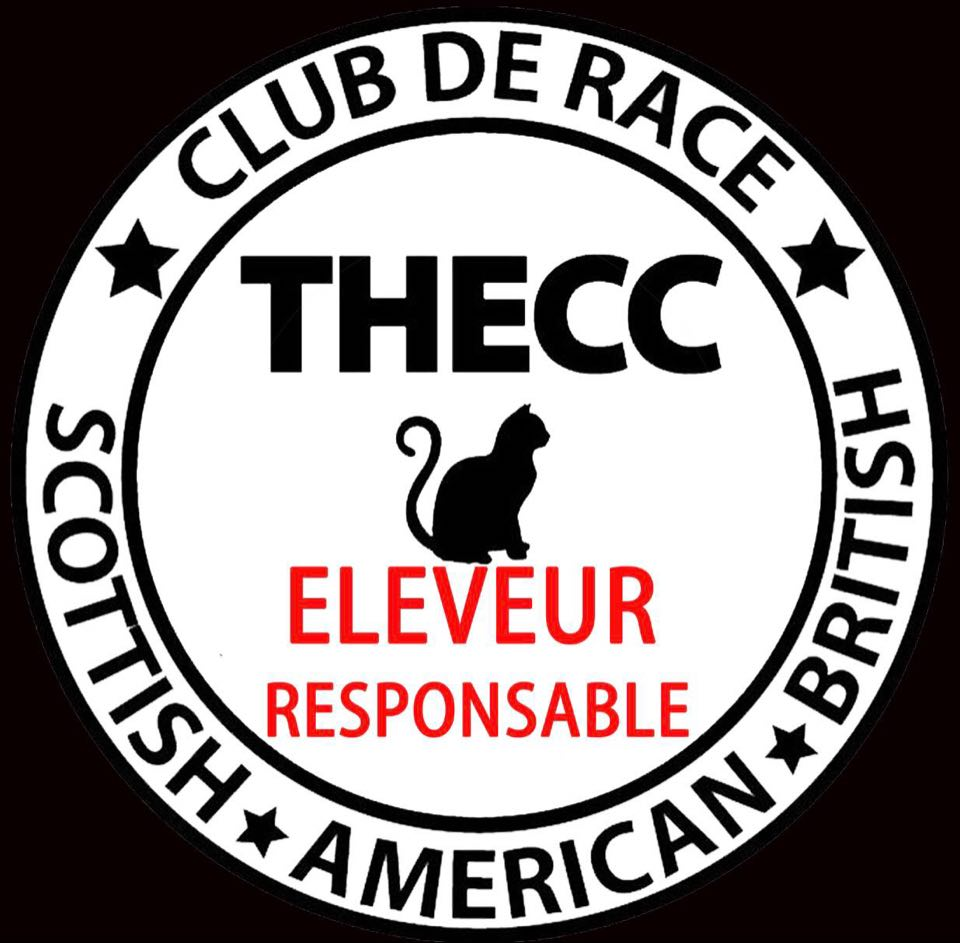 CLUB DE RACE
THECC
ELEVEUR
RESPONSABLE
SCOTTISH ★ AMERICAN ★ BRITISH